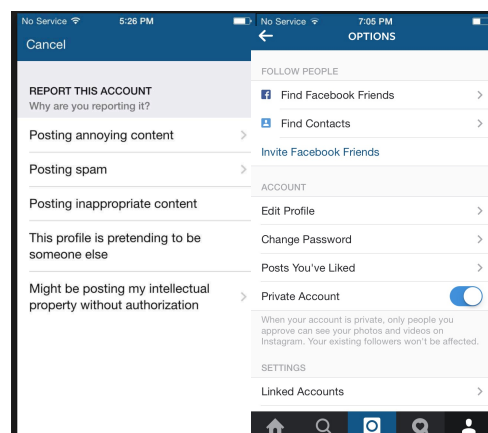 No Service 5:26 PM
Cancel
REPORT THIS ACCOUNT
Why are you reporting it?
Posting annoying content
Posting spam
Posting inappropriate content
This profile is pretending to be
someone else
Might be posting my intellectual
property without authorization
No Service 7:05 PM
OPTIONS
FOLLOW PEOPLE
Find Facebook Friends
Find Contacts
Invite Facebook Friends
ACCOUNT
Edit Profile
Change Password
Posts You've Liked
Private Account
When your account is private, only people you
approve can see your photos and videos on
Instagram. Your existing followers won't be affected.
SETTINGS
Linked Accounts